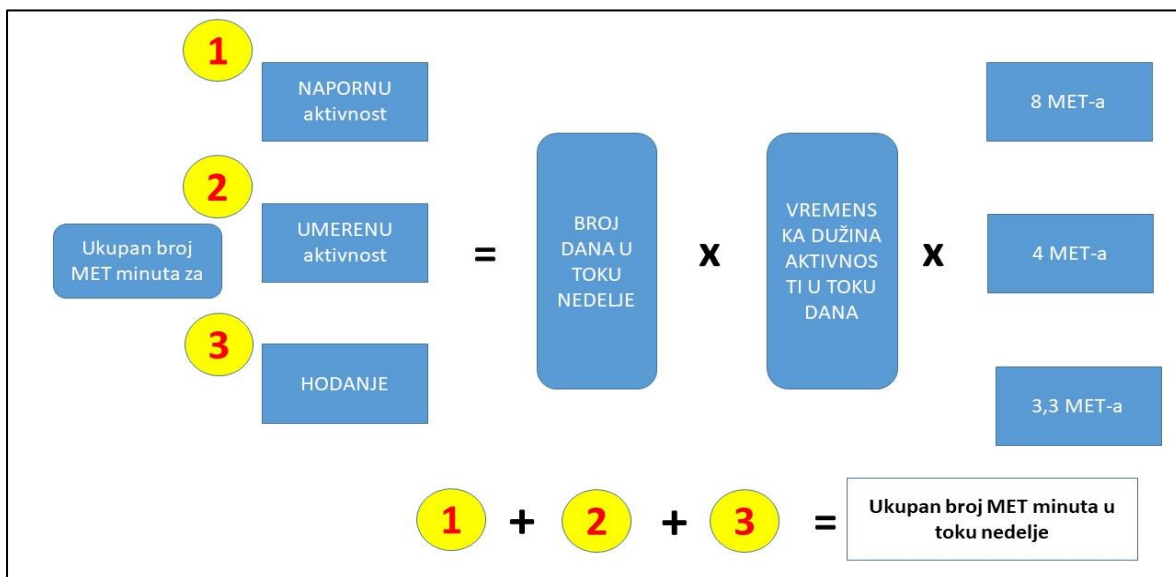 1
NAPORNU
aktivnost
8 MET-a
2
Ukupan broj
MET minuta za
UMERENU
aktivnost
=
BROJ
DANA U
TOKU
NEDELJE
x
VREMENS
KA DUŽINA
AKTIVNOS
TI U TOKU
DANA
x
4 MET-a
3
HODANJE
3,3 MET-a
1 + 2 + 3 =
Ukupan broj MET minuta u
toku nedelje